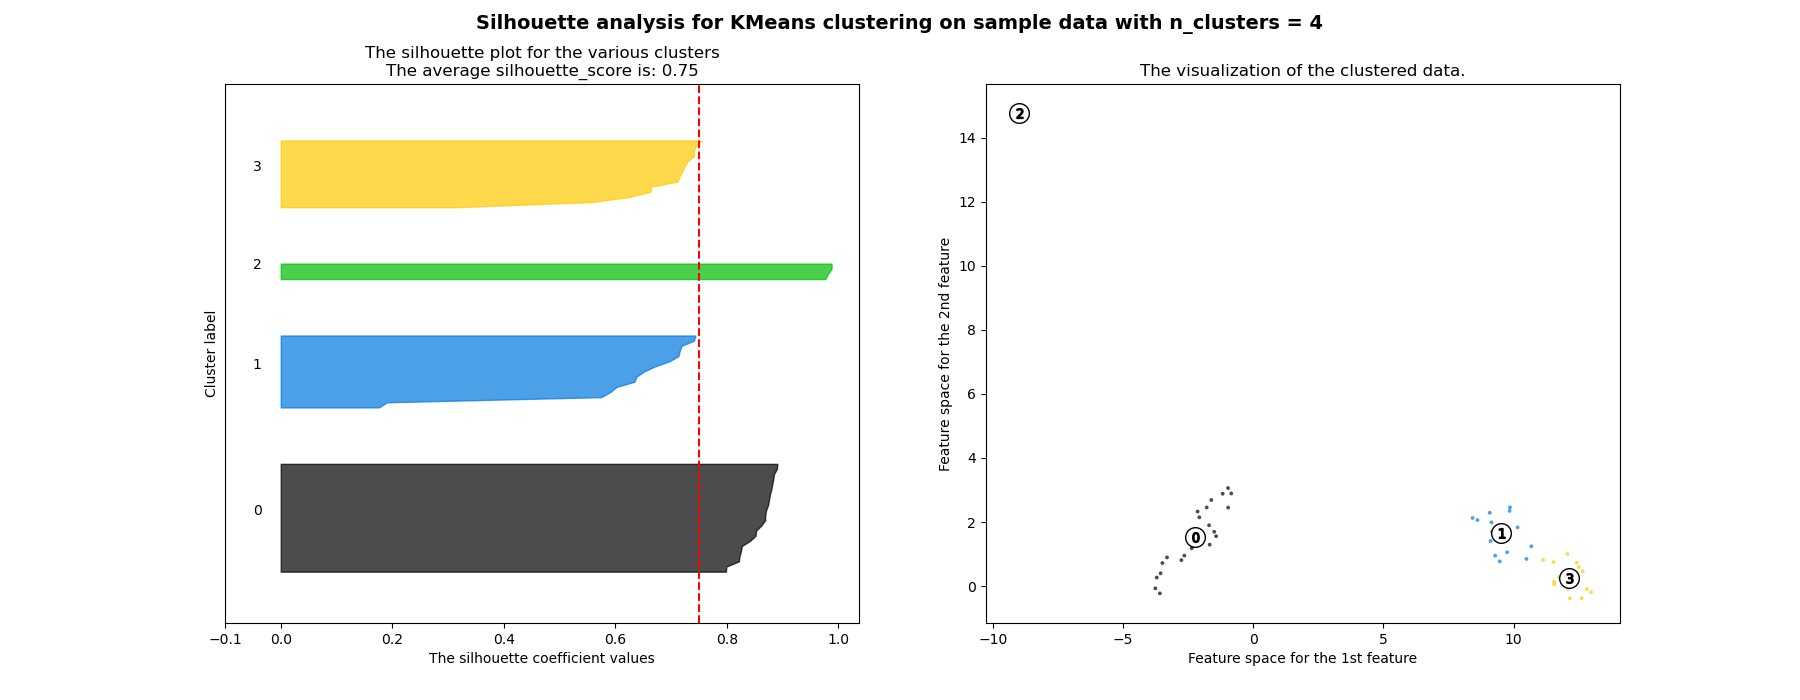 Silhouette analysis for KMeans clustering on sample data with n_clusters = 4
The silhouette plot for the various clusters
The average silhouette_score is: 0.75
3
2
1
0
Cluster label
−0.1 0.0 0.2 0.4 0.6 0.8 1.0
The silhouette coefficient values
The visualization of the clustered data.
14
12
10
8
6
4
2
0
Feature space for the 2nd feature
2
0
1
3
−10 −5 0 5 10
Feature space for the 1st feature